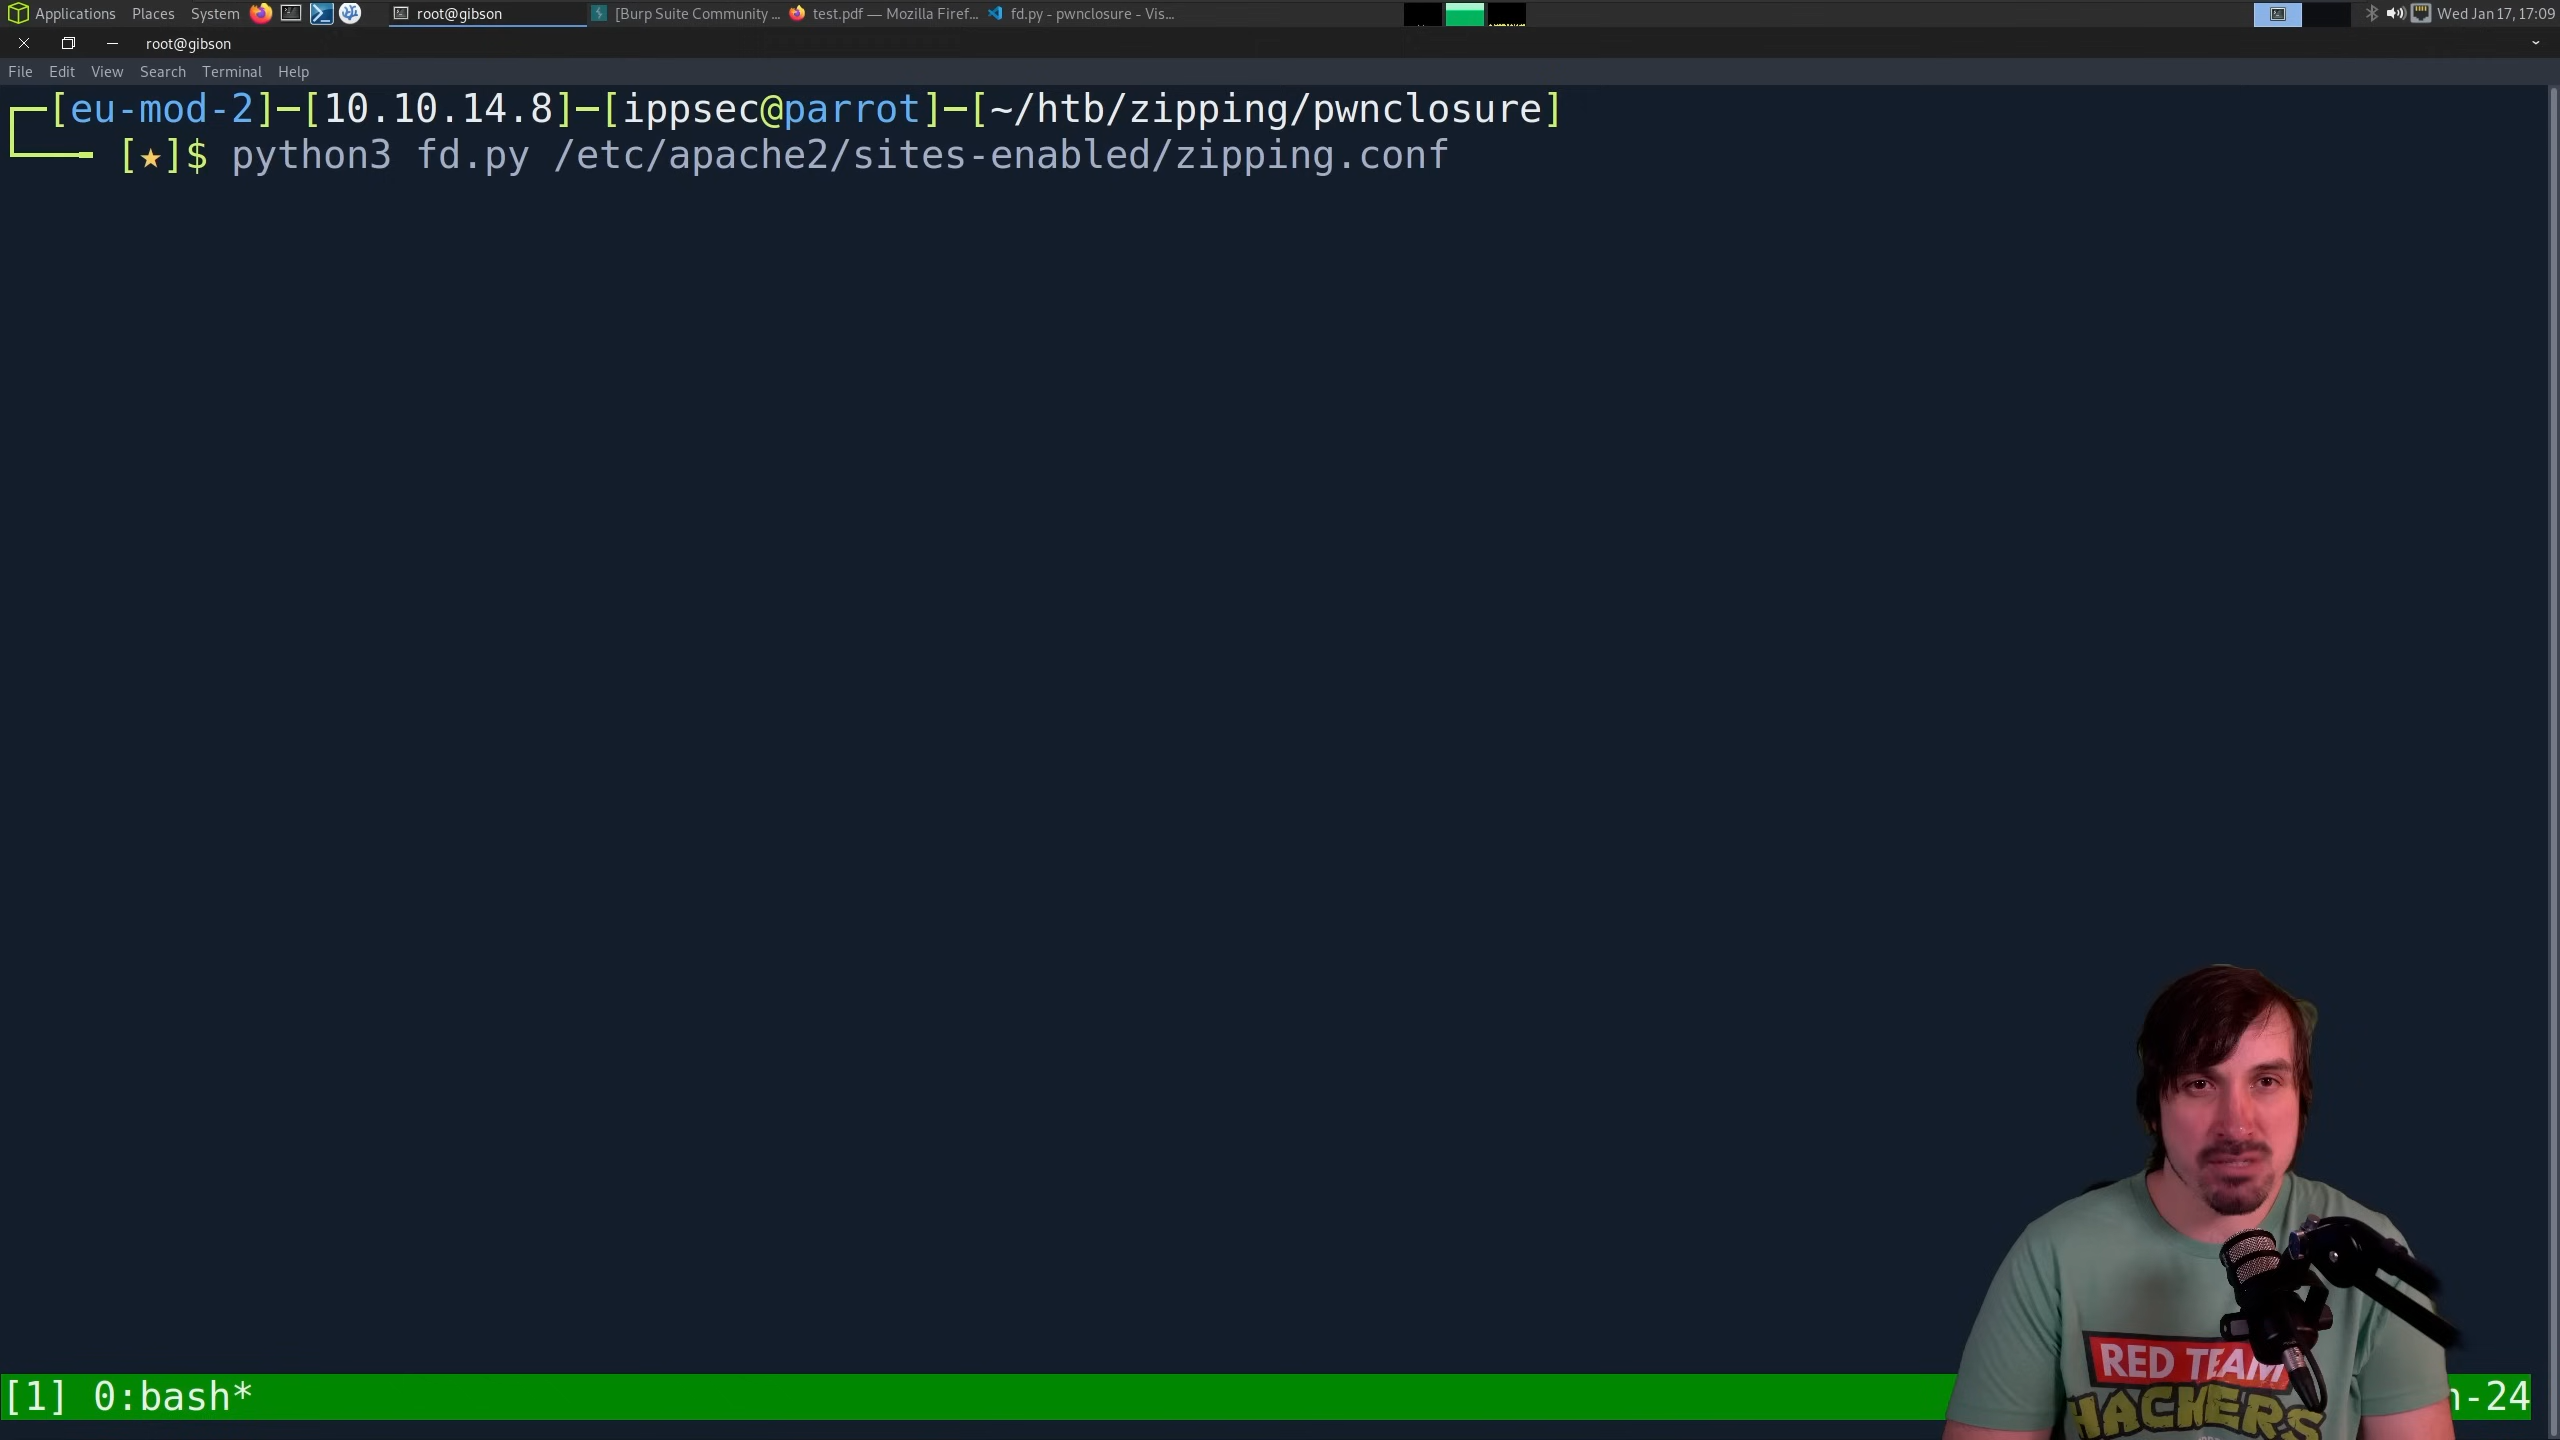 Applications Places System root@gibson [Burp Suite Community ... test.pdf — Mozilla Firef... fd.py - pwnclosure - Vis... Wed Jan 17, 17:09
root@gibson
File Edit View Search Terminal Help
┌─[eu-mod-2]─[10.10.14.8]─[ippsec@parrot]─[~/htb/zipping/pwnclosure]
└──╼ [★]$ python3 fd.py /etc/apache2/sites-enabled/zipping.conf
RED TEAM
HACKERS
[1] 0:bash*
-24